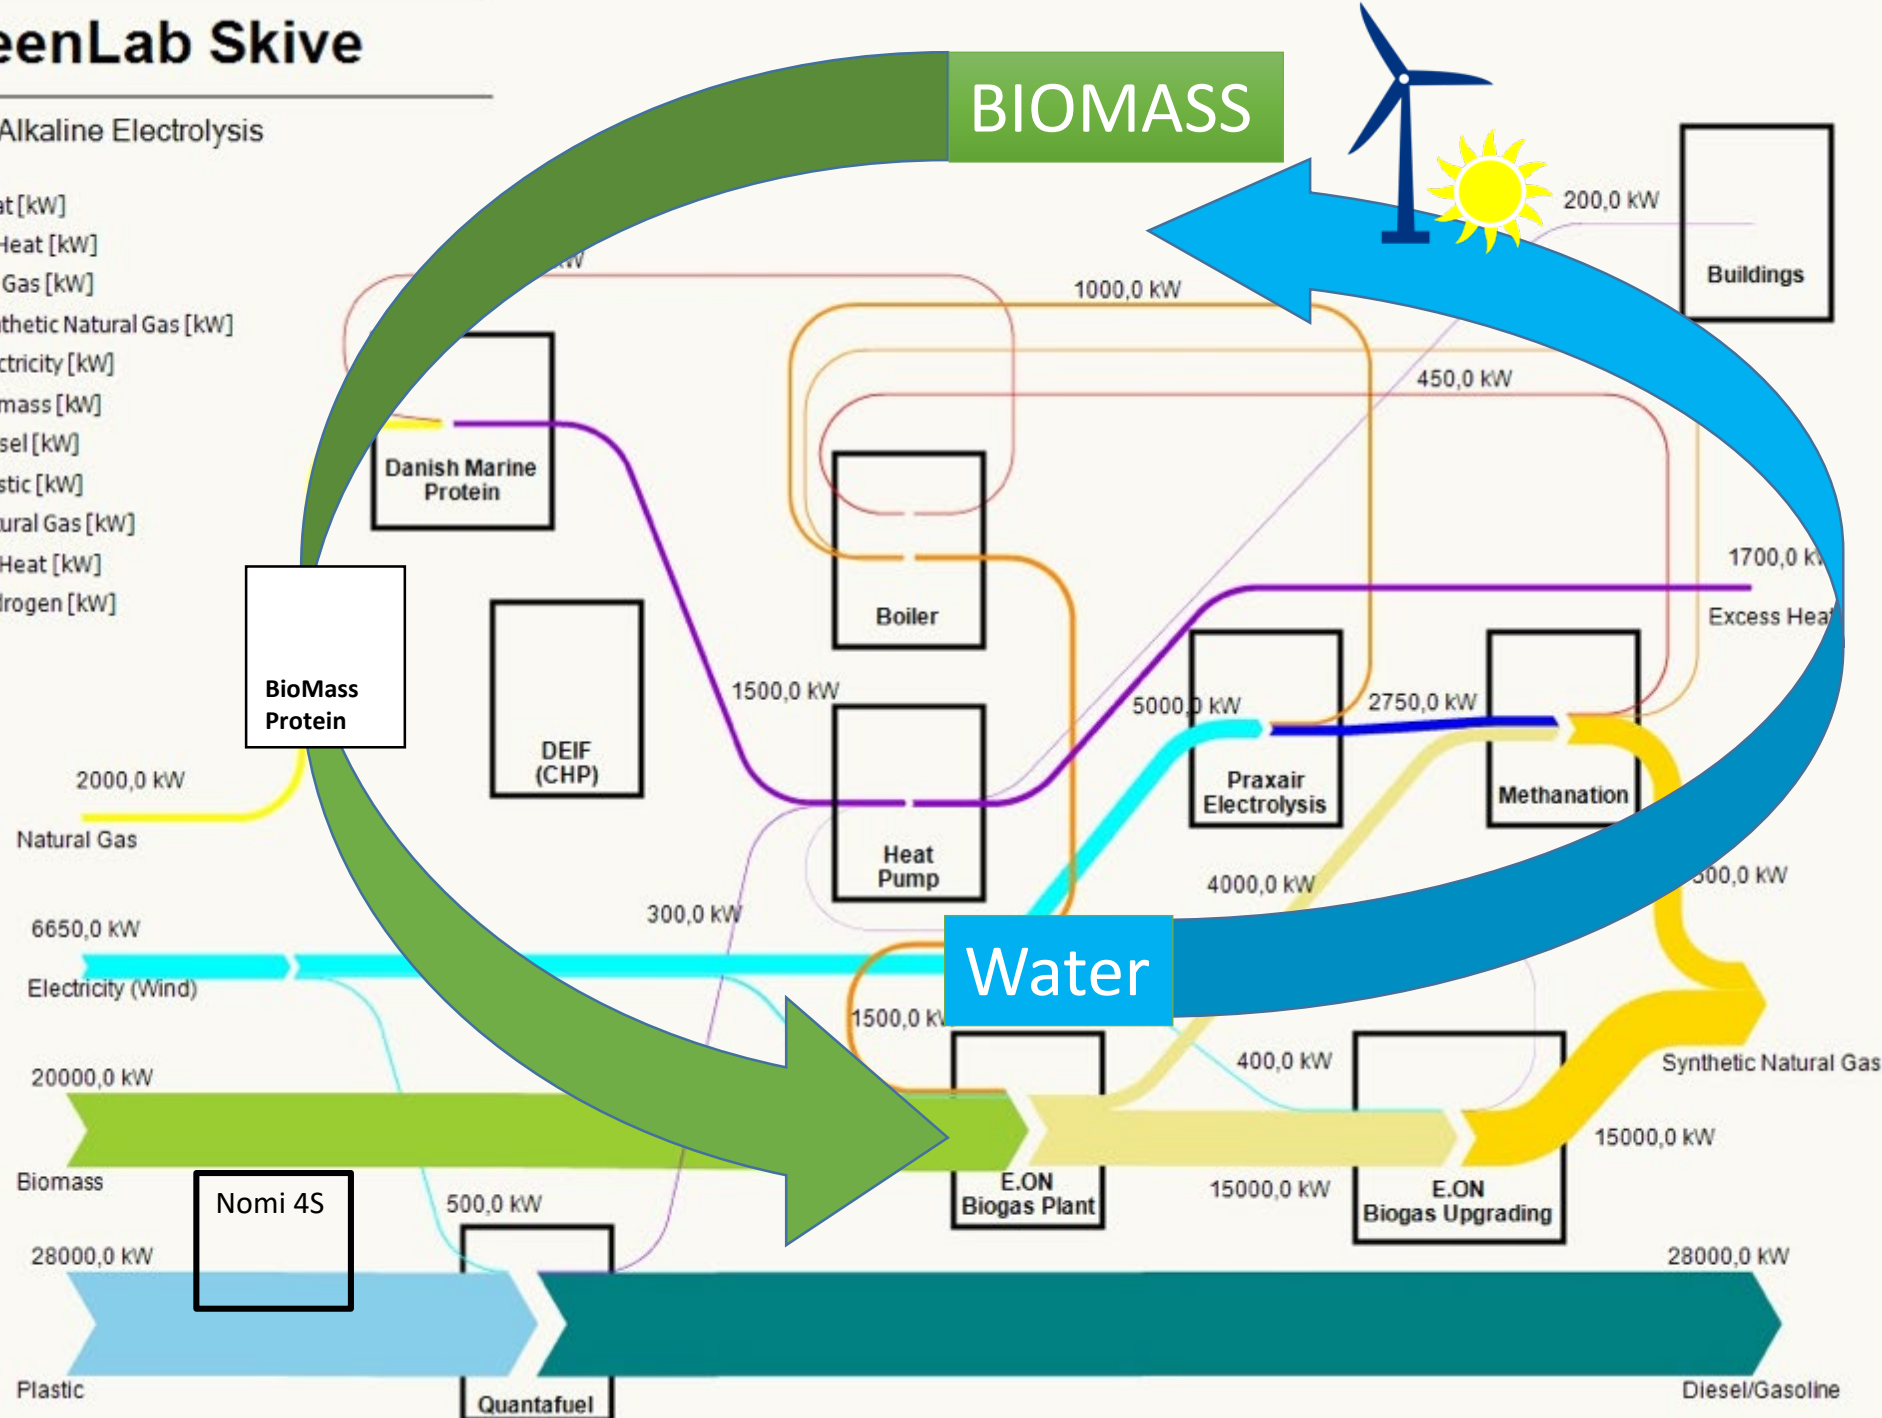 eenLab Skive
Alkaline Electrolysis
at [kW]
Heat [kW]
Gas [kW]
thetic Natural Gas [kW]
ctricity [kW]
mass [kW]
sel [kW]
stic [kW]
ural Gas [kW]
Heat [kW]
drogen [kW]
BIOMASS
200,0 kW
Buildings
W
1000,0 kW
450,0 kW
Danish Marine
Protein
Boiler
1700,0 kW
Excess Heat
BioMass
Protein
DEIF
(CHP)
1500,0 kW
5000,0 kW
2750,0 kW
Praxair
Electrolysis
Methanation
2000,0 kW
Natural Gas
Heat
Pump
4000,0 kW
500,0 kW
300,0 kW
6650,0 kW
Electricity (Wind)
Water
1500,0 kW
400,0 kW
Synthetic Natural Gas
20000,0 kW
15000,0 kW
Biomass
Nomi 4S
500,0 kW
E.ON
Biogas Plant
15000,0 kW
E.ON
Biogas Upgrading
28000,0 kW
28000,0 kW
Plastic
Quantafuel
Diesel/Gasoline